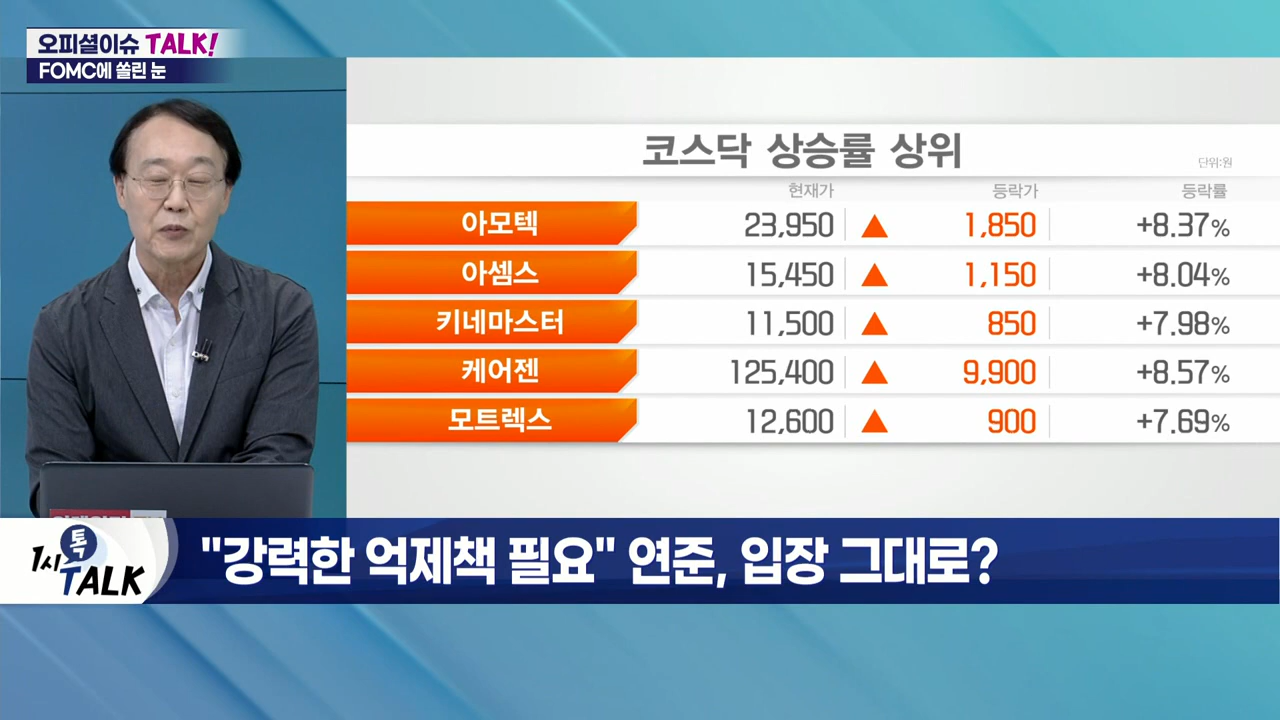 오피셜이슈 TALK!
FOMC에 쏠린 눈
코스닥 상승률 상위
단위:원
현재가 등락가 등락률
아모텍 23,950 ▲ 1,850 +8.37%
아셈스 15,450 ▲ 1,150 +8.04%
키네마스터 11,500 ▲ 850 +7.98%
케어젠 125,400 ▲ 9,900 +8.57%
모트렉스 12,600 ▲ 900 +7.69%
1시 톡 TALK
"강력한 억제책 필요" 연준, 입장 그대로?